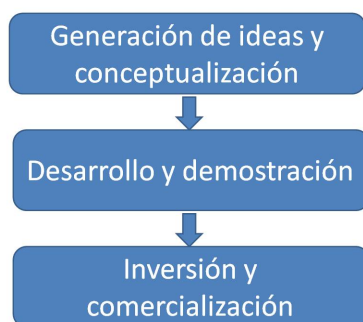 Generación de ideas y
conceptualización
Desarrollo y demostración
Inversión y
comercialización